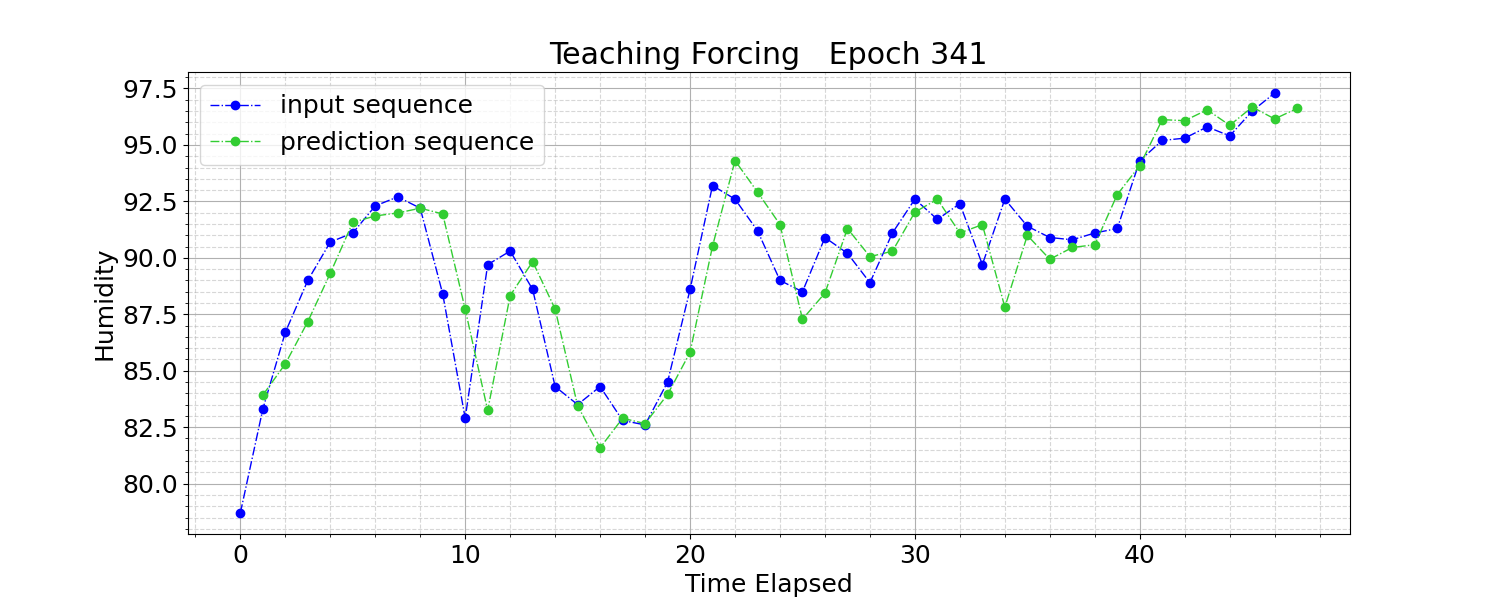 Teaching Forcing   Epoch 341
input sequence
prediction sequence
Humidity
97.5
95.0
92.5
90.0
87.5
85.0
82.5
80.0
0 10 20 30 40
Time Elapsed